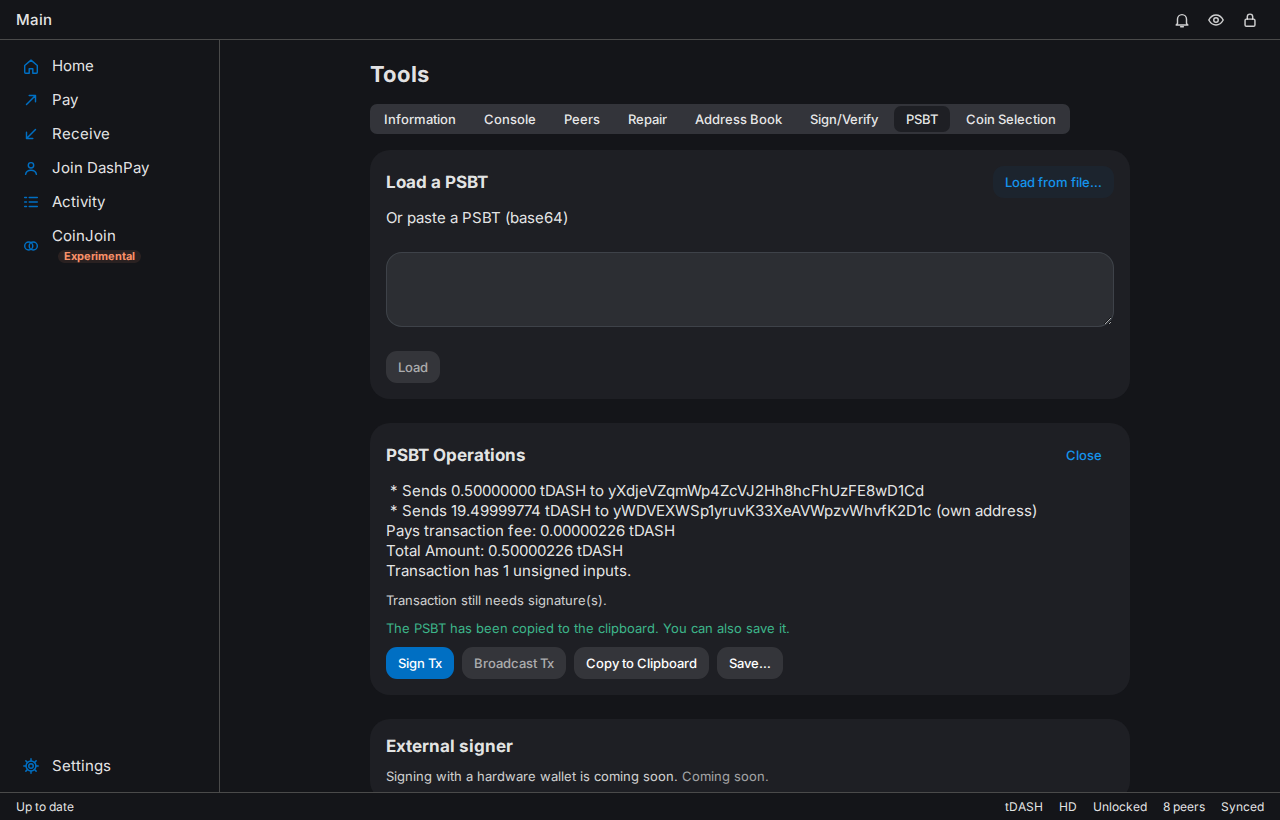 Main
Home
Pay
Receive
Join DashPay
Activity
CoinJoin
Experimental
Settings
Tools
Information Console Peers Repair Address Book Sign/Verify PSBT Coin Selection
Load a PSBT
Load from file...
Or paste a PSBT (base64)
Load
PSBT Operations
Close
* Sends 0.50000000 tDASH to yXdjeVZqmWp4ZcVJ2Hh8hcFhUzFE8wD1Cd
* Sends 19.49999774 tDASH to yWDVEXWSp1yruvK33XeAVWpzvWhvfK2D1c (own address)
Pays transaction fee: 0.00000226 tDASH
Total Amount: 0.50000226 tDASH
Transaction has 1 unsigned inputs.
Transaction still needs signature(s).
The PSBT has been copied to the clipboard. You can also save it.
Sign Tx Broadcast Tx Copy to Clipboard Save...
External signer
Signing with a hardware wallet is coming soon. Coming soon.
Up to date
tDASH HD Unlocked 8 peers Synced